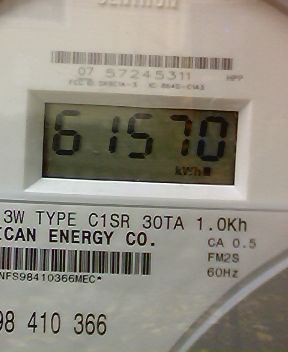 07 57245311 HPP
61570
kWh
3W TYPE C1SR 30TA 1.0Kh
ICAN ENERGY CO. CA 0.5
FM2S
NFS98410366MEC* 60Hz
98 410 366